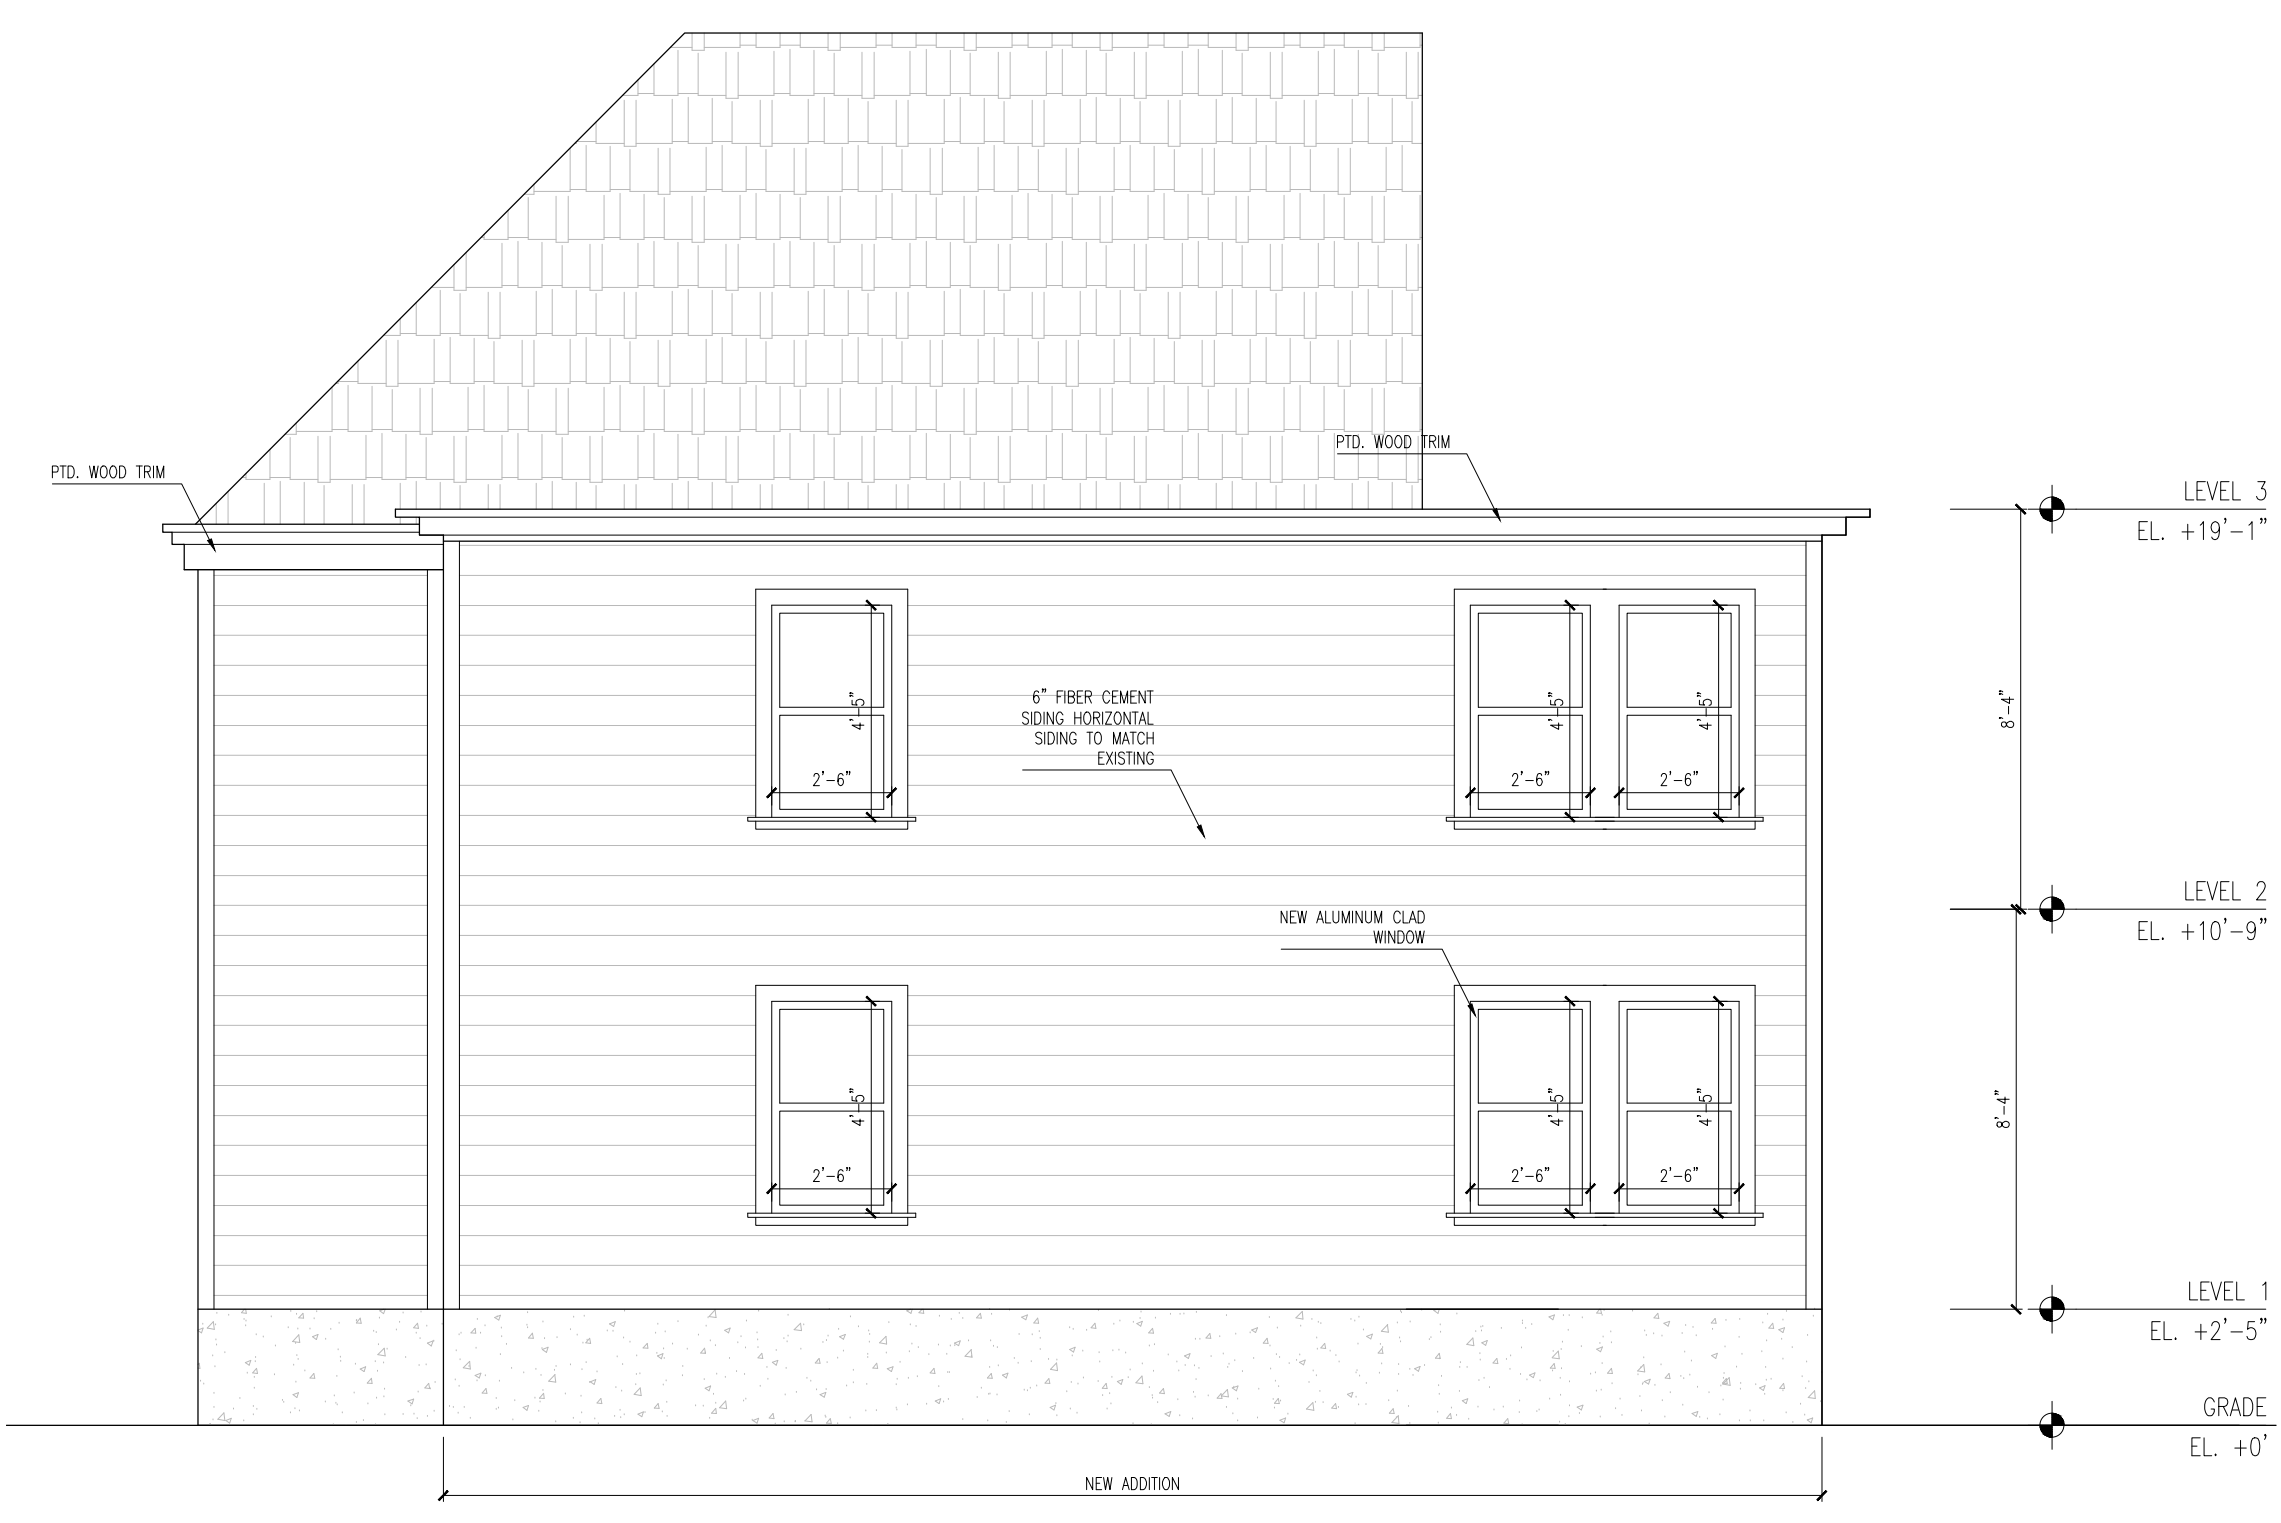 PTD. WOOD TRIM
PTD. WOOD TRIM
LEVEL 3
EL. +19'-1"
6" FIBER CEMENT
SIDING HORIZONTAL
SIDING TO MATCH
EXISTING
4'-5"
4'-5"
4'-5"
8'-4"
2'-6"
2'-6"
2'-6"
LEVEL 2
EL. +10'-9"
NEW ALUMINUM CLAD
WINDOW
4'-5"
4'-5"
4'-5"
8'-4"
2'-6"
2'-6"
2'-6"
LEVEL 1
EL. +2'-5"
GRADE
EL. +0'
NEW ADDITION